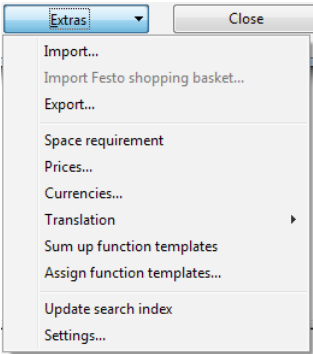 Extras Close
Import...
Import Festo shopping basket...
Export...
Space requirement
Prices...
Currencies...
Translation
Sum up function templates
Assign function templates...
Update search index
Settings...